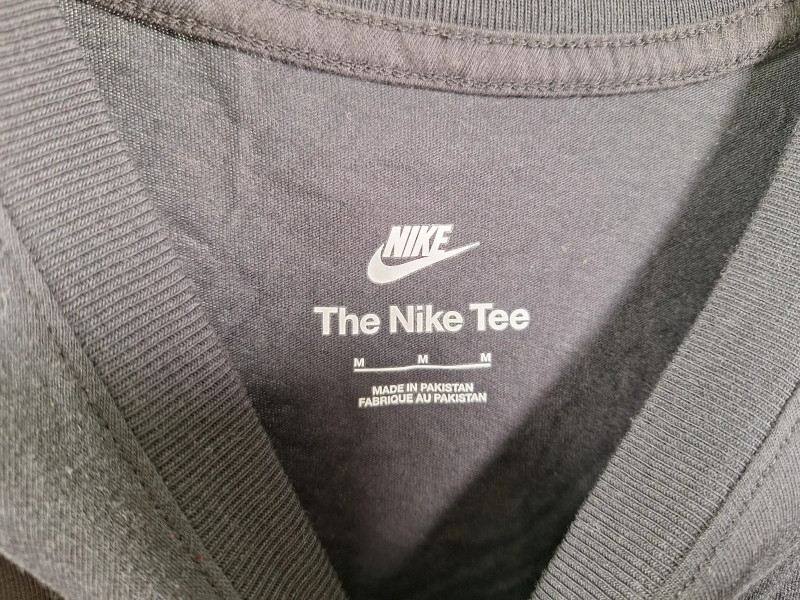 NIKE
The Nike Tee
M M M
MADE IN PAKISTAN
FABRIQUE AU PAKISTAN